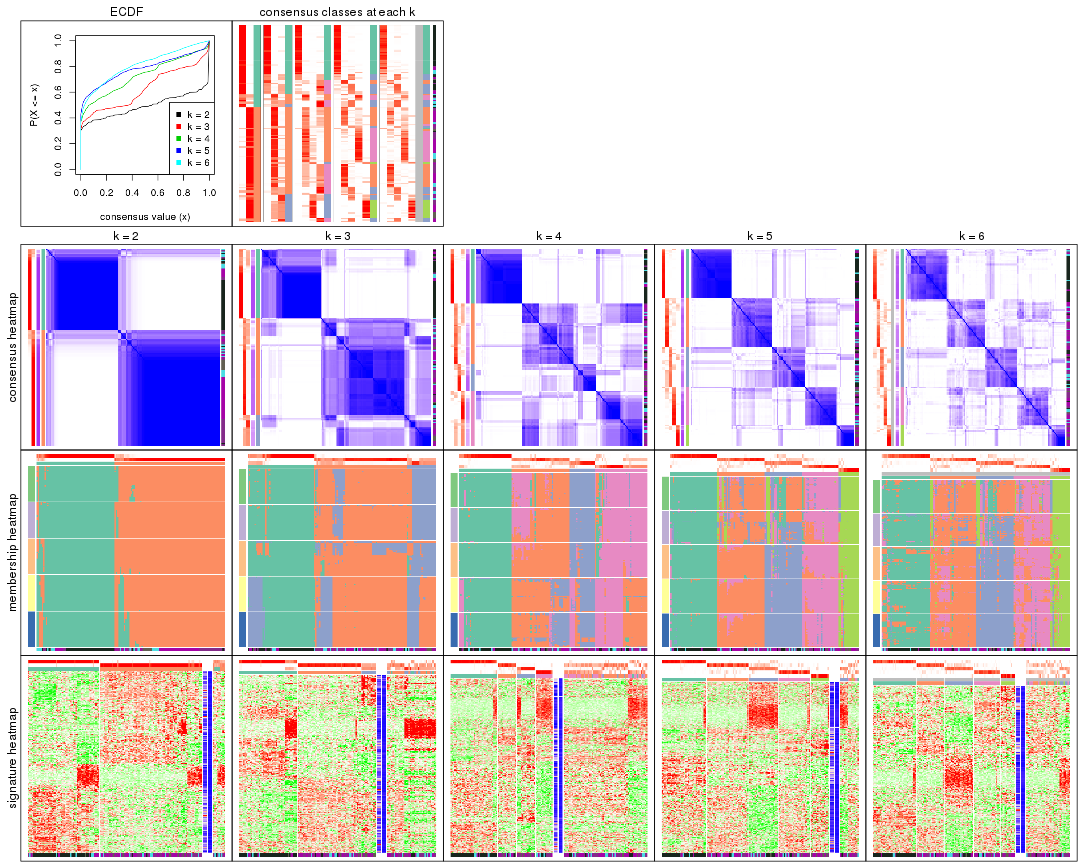 ECDF
consensus classes at each k
P(X <= x)
0.0 0.2 0.4 0.6 0.8 1.0
k = 2
k = 3
k = 4
k = 5
k = 6
0.0 0.2 0.4 0.6 0.8 1.0
consensus value (x)
k = 2 k = 3 k = 4 k = 5 k = 6
consensus heatmap
membership heatmap
signature heatmap